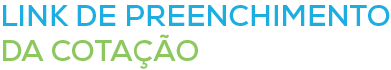 LINK DE PREENCHIMENTO
DA COTAÇÃO